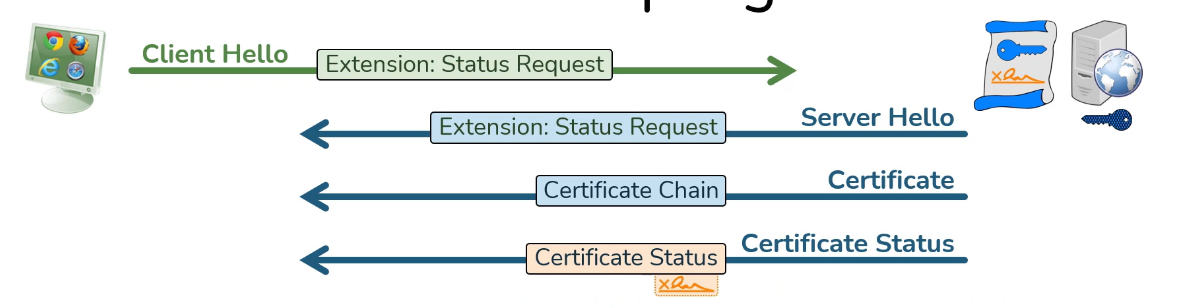 Client Hello
Extension: Status Request
Server Hello
Extension: Status Request
Certificate
Certificate Chain
Certificate Status
Certificate Status